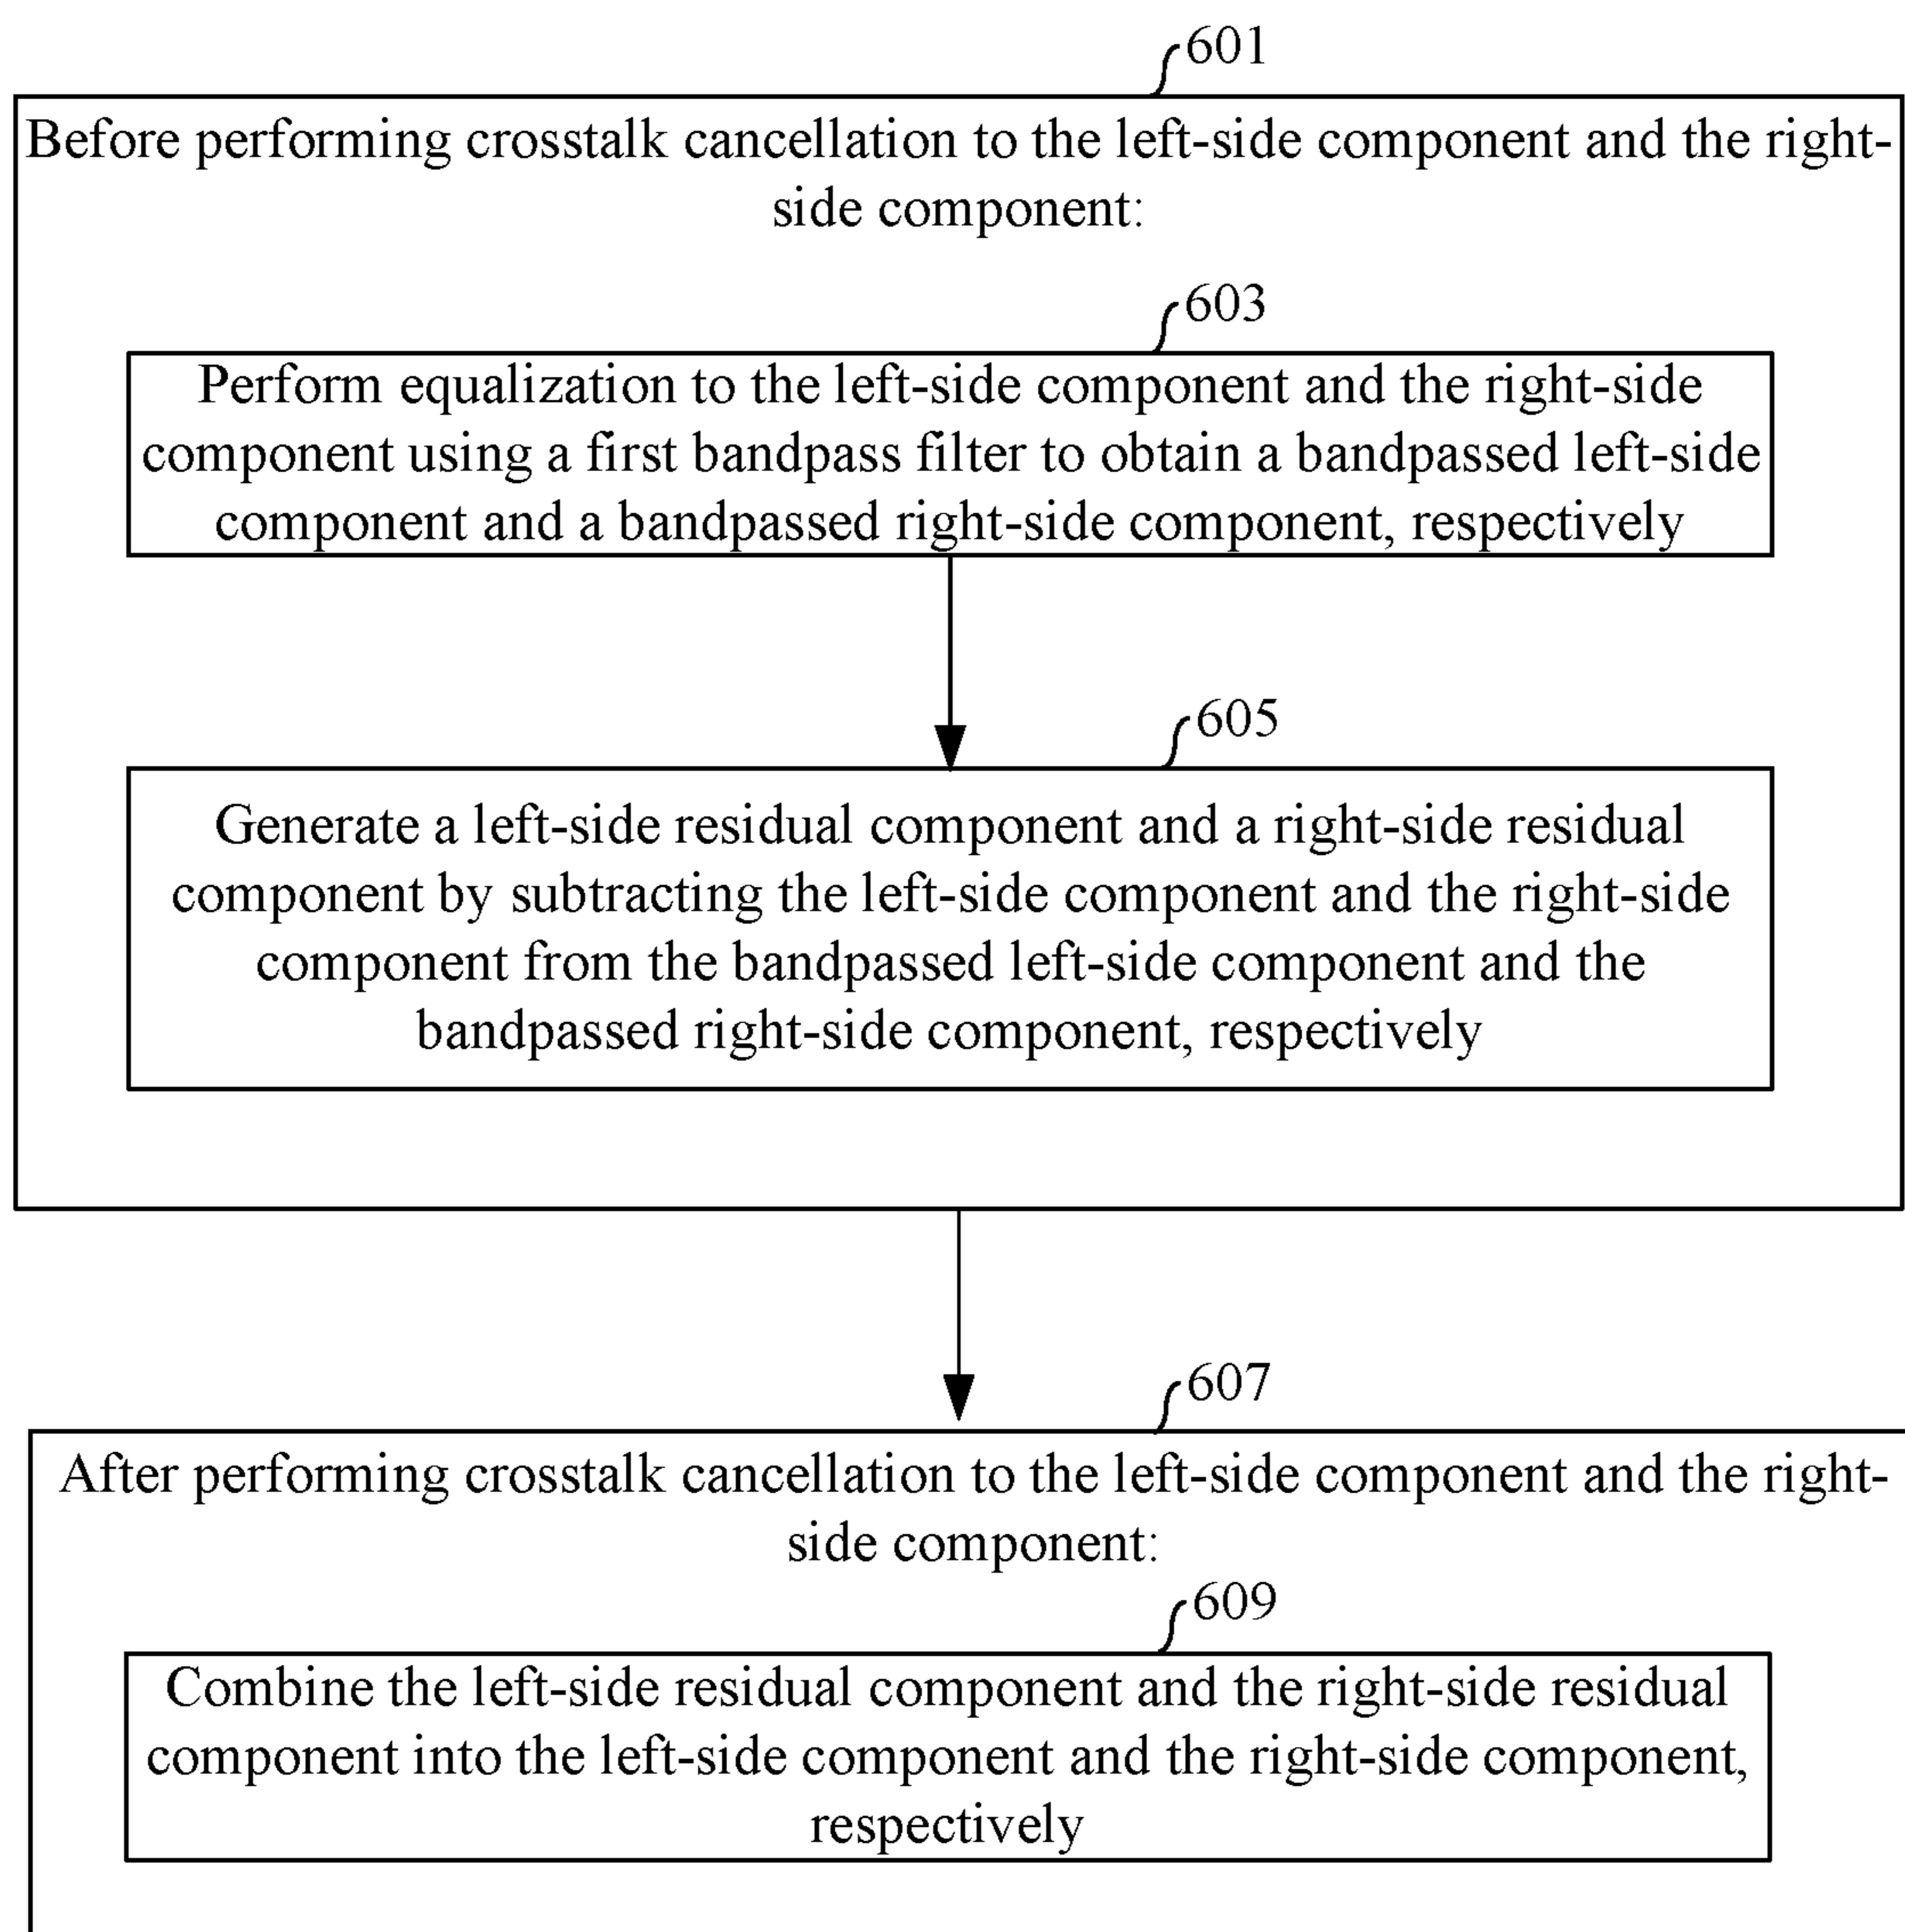 601
Before performing crosstalk cancellation to the left-side component and the right-
side component:
603
Perform equalization to the left-side component and the right-side
component using a first bandpass filter to obtain a bandpassed left-side
component and a bandpassed right-side component, respectively
605
Generate a left-side residual component and a right-side residual
component by subtracting the left-side component and the right-side
component from the bandpassed left-side component and the
bandpassed right-side component, respectively
607
After performing crosstalk cancellation to the left-side component and the right-
side component:
609
Combine the left-side residual component and the right-side residual
component into the left-side component and the right-side component,
respectively